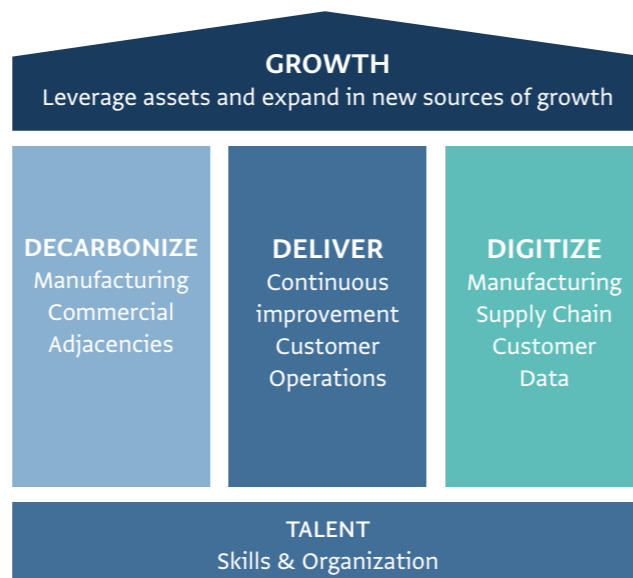 GROWTH
Leverage assets and expand in new sources of growth
DECARBONIZE
Manufacturing
Commercial
Adjacencies
DELIVER
Continuous
improvement
Customer
Operations
DIGITIZE
Manufacturing
Supply Chain
Customer
Data
TALENT
Skills & Organization